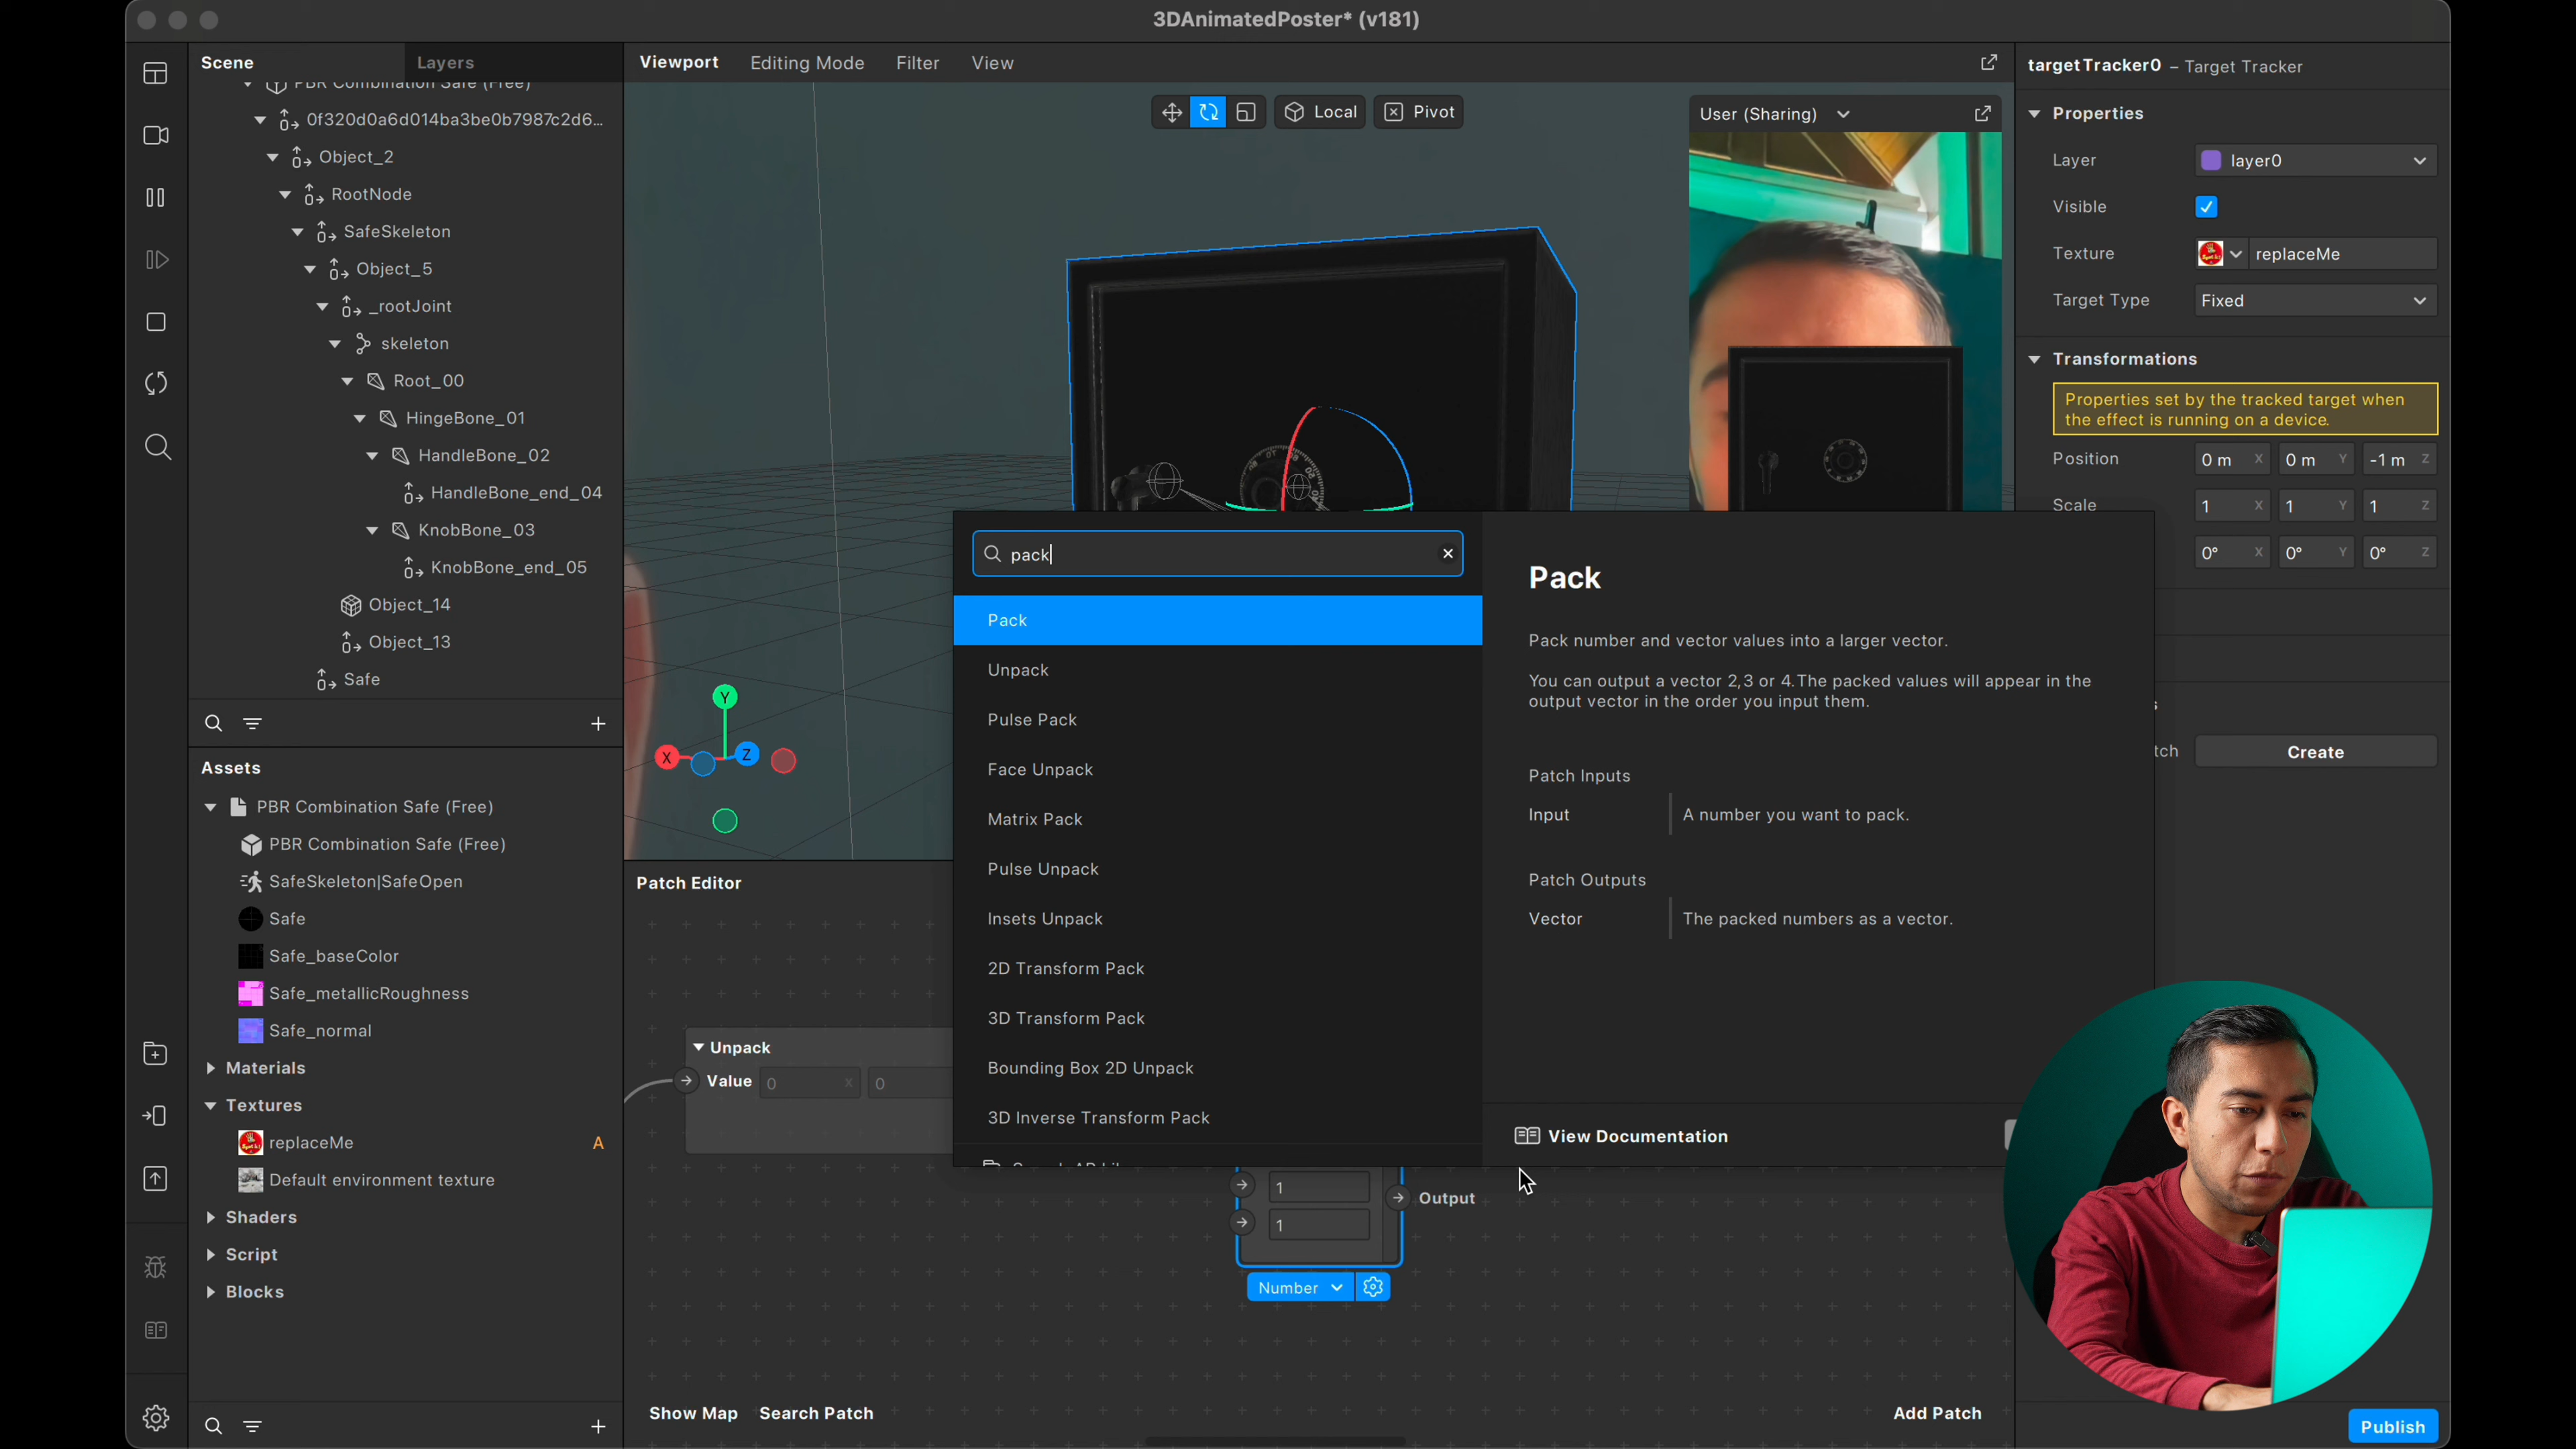 3DAnimatedPoster* (v181)
Scene
Layers
PBR Combination Safe (Free)
0f320d0a6d014ba3be0b7987c2d6...
Object_2
RootNode
SafeSkeleton
Object_5
_rootJoint
skeleton
Root_00
HingeBone_01
HandleBone_02
HandleBone_end_04
KnobBone_03
KnobBone_end_05
Object_14
Object_13
Safe
Assets
PBR Combination Safe (Free)
PBR Combination Safe (Free)
SafeSkeleton|SafeOpen
Safe
Safe_baseColor
Safe_metallicRoughness
Safe_normal
Materials
Textures
replaceMe A
Default environment texture
Shaders
Script
Blocks
Viewport Editing Mode Filter View
Local
Pivot
User (Sharing)
Y
X
Z
pack
Pack
Unpack
Pulse Pack
Face Unpack
Matrix Pack
Pulse Unpack
Insets Unpack
2D Transform Pack
3D Transform Pack
Bounding Box 2D Unpack
3D Inverse Transform Pack
Pack
Pack number and vector values into a larger vector.
You can output a vector 2,3 or 4.The packed values will appear in the
output vector in the order you input them.
Patch Inputs
Input A number you want to pack.
Patch Outputs
Vector The packed numbers as a vector.
View Documentation
Patch Editor
Unpack
Value 0 X 0
1
1
Output
Number
Show Map Search Patch
Add Patch
targetTracker0 – Target Tracker
Properties
Layer layer0
Visible
Texture replaceMe
Target Type Fixed
Transformations
Properties set by the tracked target when
the effect is running on a device.
Position 0 m X 0 m Y -1 m Z
Scale 1 X 1 Y 1 Z
0° X 0° Y 0° Z
s
tch Create
Publish